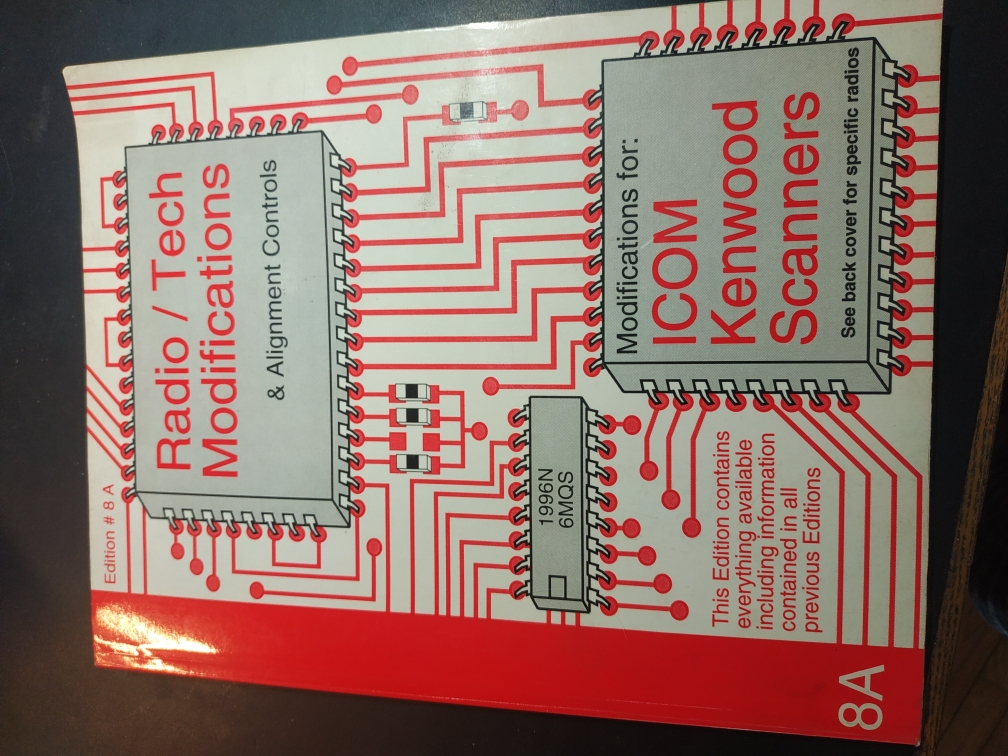 Edition # 8 A
Radio / Tech
Modifications
& Alignment Controls
1996N
6MQS
Modifications for:
ICOM
Kenwood
Scanners
See back cover for specific radios
This Edition contains
everything available
including information
contained in all
previous Editions
8A